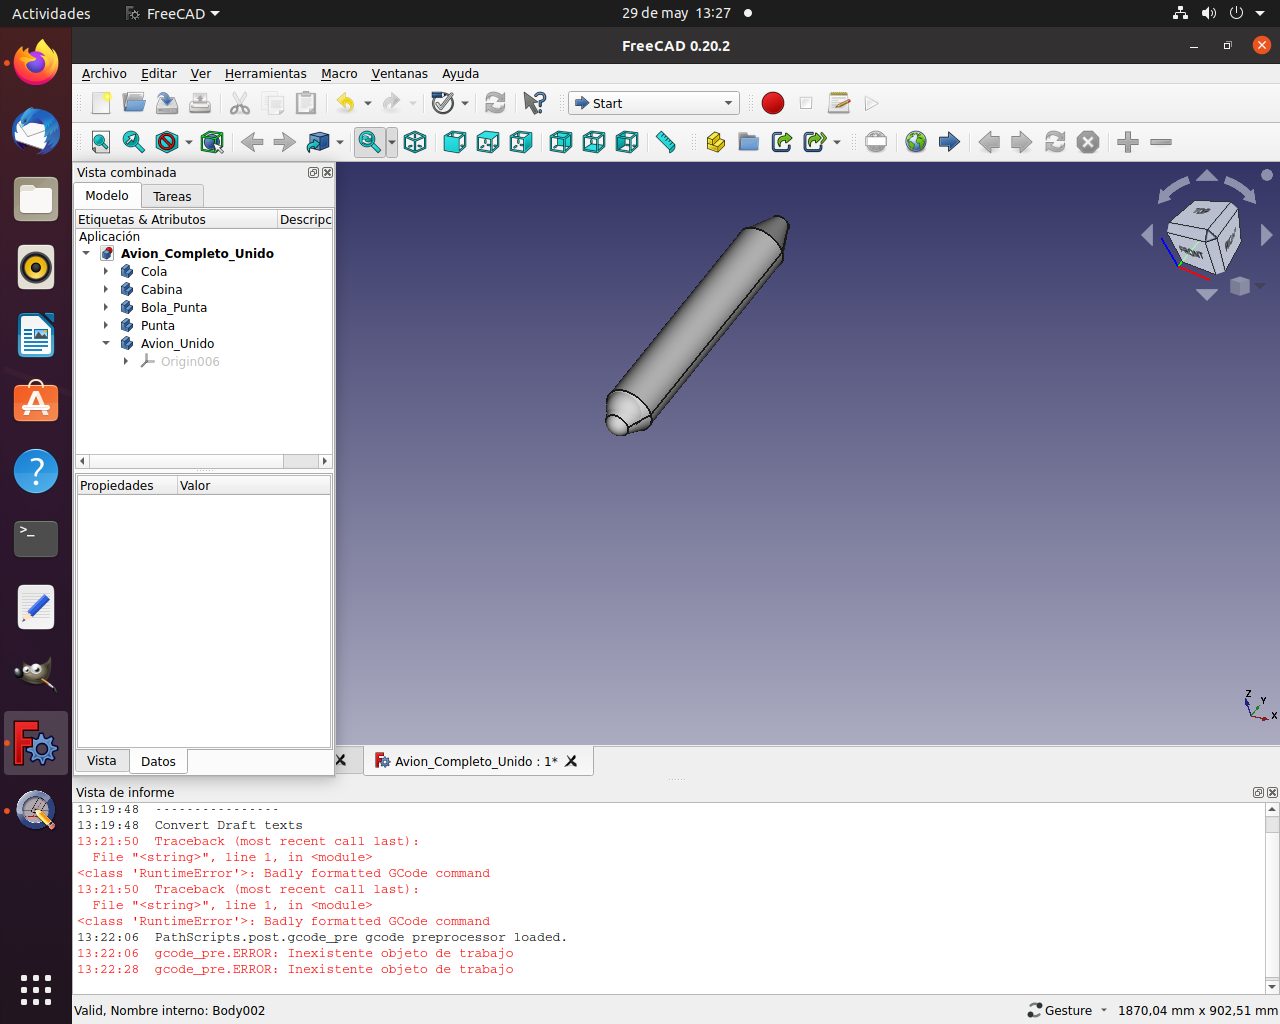 Actividades FreeCAD 29 de may 13:27
FreeCAD 0.20.2
Archivo Editar Ver Herramientas Macro Ventanas Ayuda
Start
Vista combinada
Modelo Tareas
Etiquetas & Atributos Descripc
Aplicación
Avion_Completo_Unido
Cola
Cabina
Bola_Punta
Punta
Avion_Unido
Origin006
TOP
FRONT
Z
Y
X
Propiedades Valor
Vista Datos
Avion_Completo_Unido : 1*
Vista de informe
13:19:48 ----------------
13:19:48 Convert Draft texts
13:21:50 Traceback (most recent call last):
File "<string>", line 1, in <module>
<class 'RuntimeError'>: Badly formatted GCode command
13:21:50 Traceback (most recent call last):
File "<string>", line 1, in <module>
<class 'RuntimeError'>: Badly formatted GCode command
13:22:06 PathScripts.post.gcode_pre gcode preprocessor loaded.
13:22:06 gcode_pre.ERROR: Inexistente objeto de trabajo
13:22:28 gcode_pre.ERROR: Inexistente objeto de trabajo
Valid, Nombre interno: Body002 Gesture 1870,04 mm x 902,51 mm